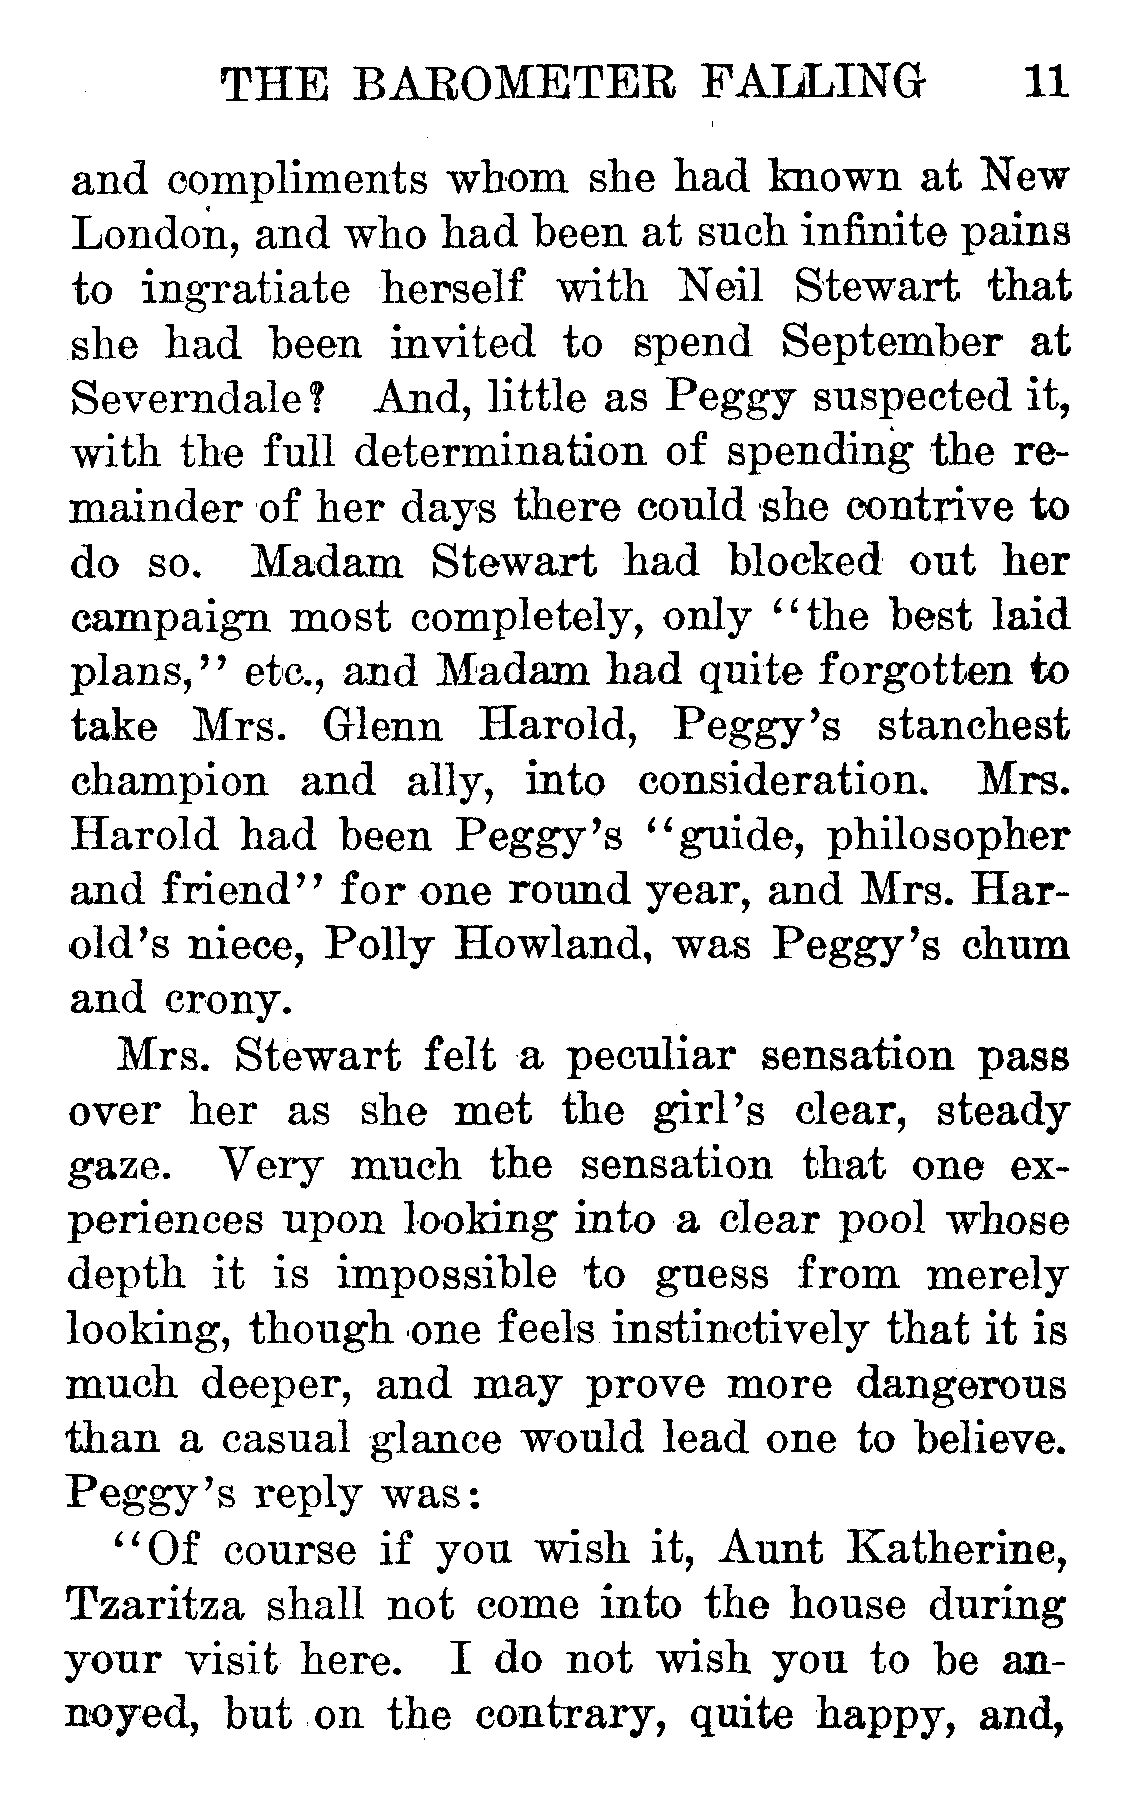 THE BAROMETER FALLING 11
and compliments whom she had known at New
London, and who had been at such infinite pains
to ingratiate herself with Neil Stewart that
she had been invited to spend September at
Severndale? And, little as Peggy suspected it,
with the full determination of spending the re-
mainder of her days there could she contrive to
do so. Madam Stewart had blocked out her
campaign most completely, only "the best laid
plans," etc., and Madam had quite forgotten to
take Mrs. Glenn Harold, Peggy's stanchest
champion and ally, into consideration. Mrs.
Harold had been Peggy's "guide, philosopher
and friend" for one round year, and Mrs. Har-
old's niece, Polly Howland, was Peggy's chum
and crony.
Mrs. Stewart felt a peculiar sensation pass
over her as she met the girl's clear, steady
gaze. Very much the sensation that one ex-
periences upon looking into a clear pool whose
depth it is impossible to guess from merely
looking, though one feels instinctively that it is
much deeper, and may prove more dangerous
than a casual glance would lead one to believe.
Peggy's reply was:
"Of course if you wish it, Aunt Katherine,
Tzaritza shall not come into the house during
your visit here. I do not wish you to be an-
noyed, but on the contrary, quite happy, and,